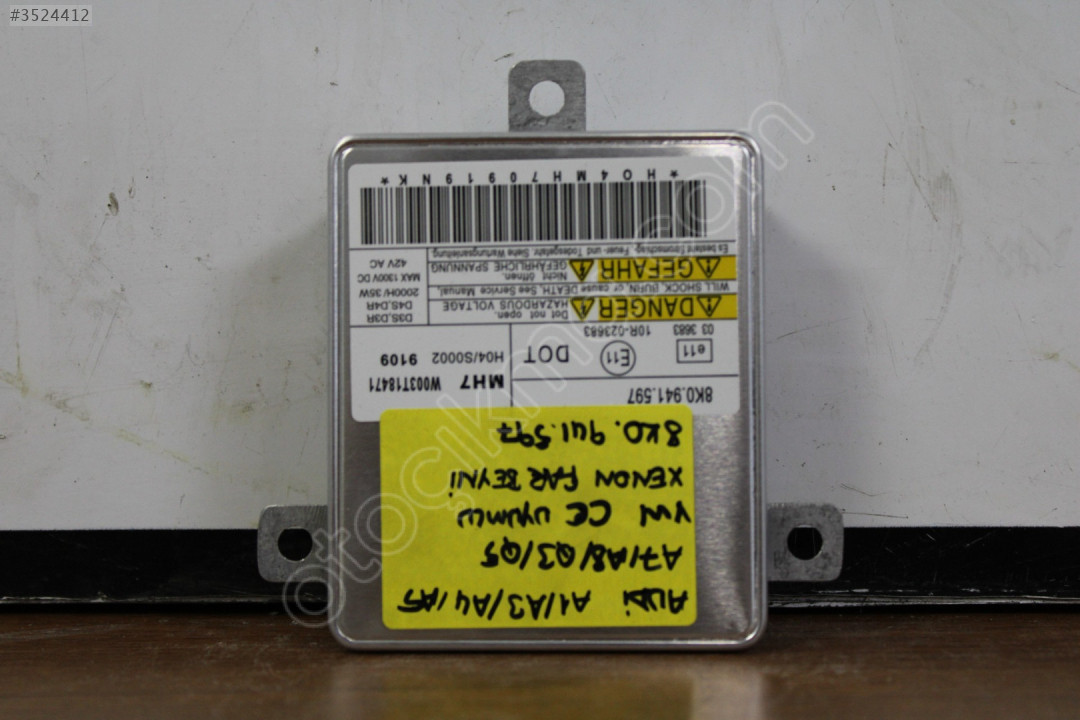 #3524412
AUDi A1/A3/A4/A5
A7/A8/Q3/Q5
VW CC UYUMLU
XENON FAR BEYNİ
8K0.941.597
8K0.941.597
MH7 W003T18471
H04/S0002 9109
e11
E11
DOT
03 3683
10R-023683
DANGER
Dot not open.
HAZARDOUS VOLTAGE
WILL SHOCK, BURN, or cause DEATH. See Service Manual.
GEFAHR
Nicht öffnen.
GEFÄHRLICHE SPANNUNG
Es besteht Stromschlag-, Feuer- und Todesgefahr. Siehe Wartungsanleitung.
D3S,D3R
D4S,D4R
2000H/35W
MAX 1300V DC
42V AC
*H04MH70919NK*
otocikma.com